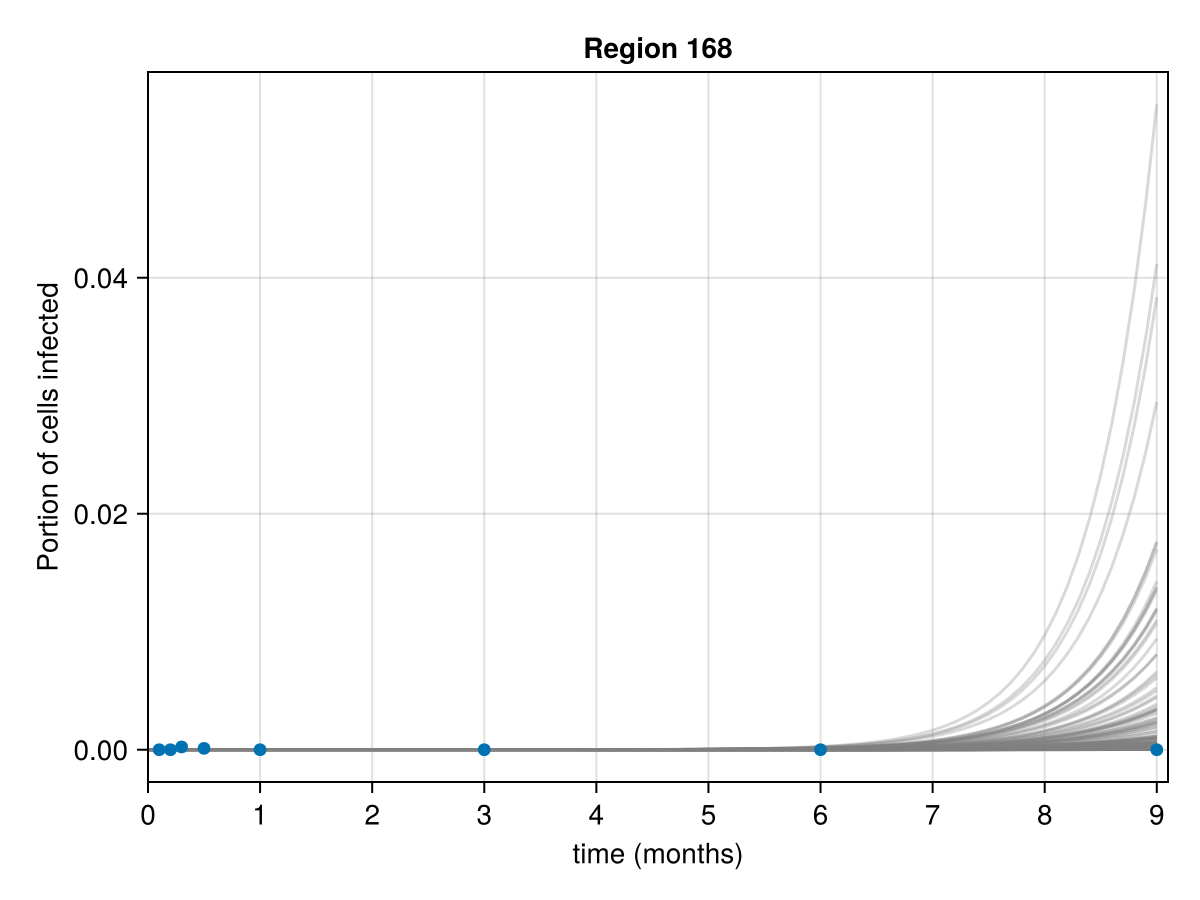 Region 168
Portion of cells infected
0.04
0.02
0.00
0 1 2 3 4 5 6 7 8 9
time (months)